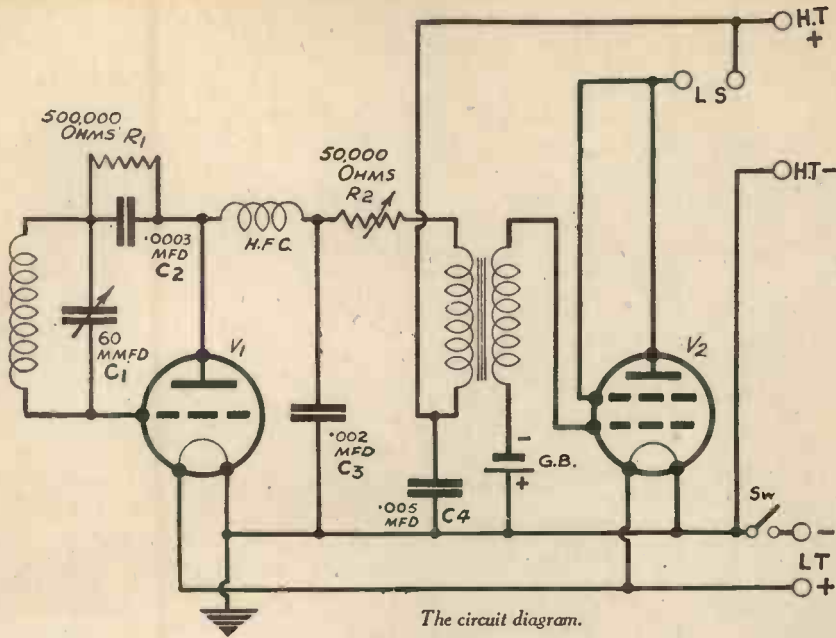 H.T
+
L S
H.T-
500,000
OHMS R1
50,000
OHMS
R2
.0003
MFD
C2
H.F.C.
60
MMFD
C1
V1
V2
.002
MFD
C3
-
G.B.
+
.005
MFD
C4
Sw
-
LT
+
The circuit diagram.